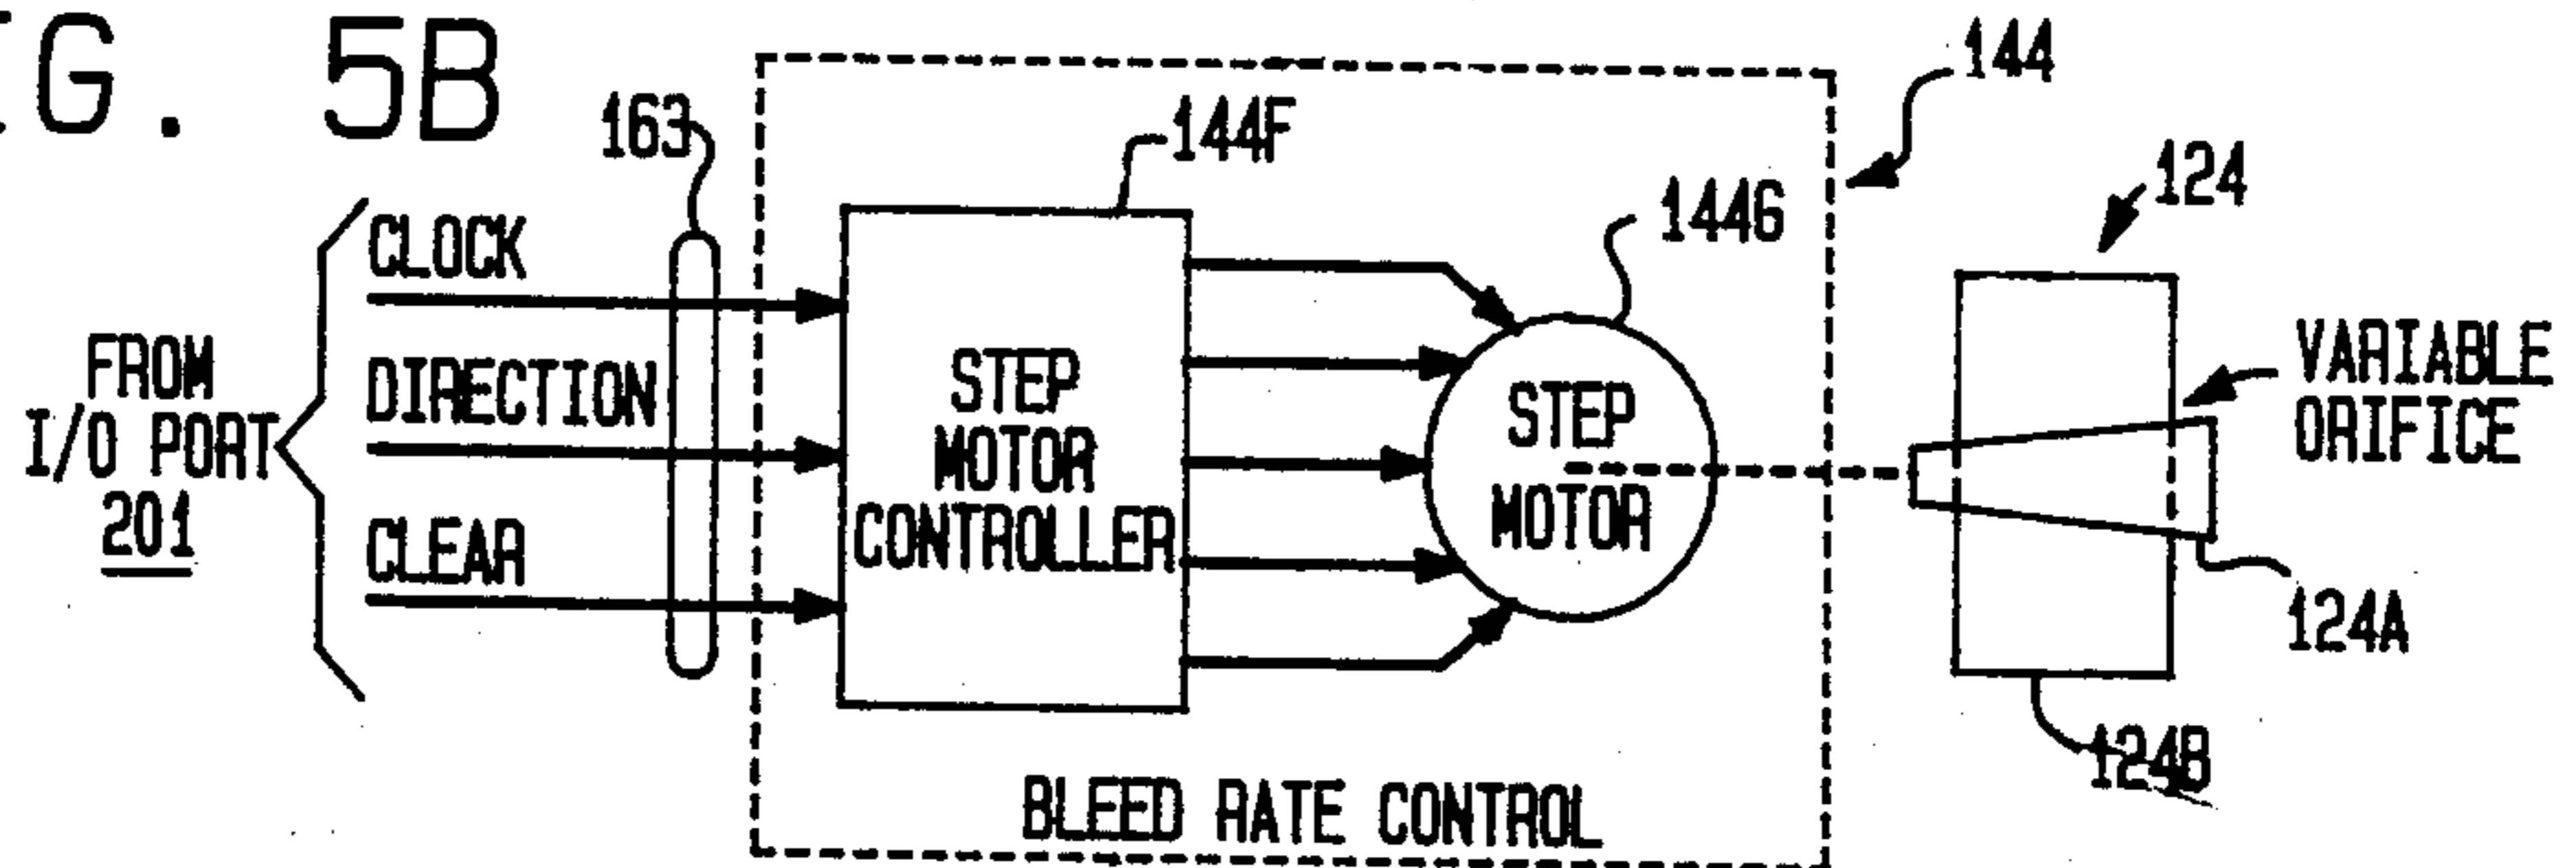 IG. 5B
163
144F
144
1446
124
CLOCK
DIRECTION
CLEAR
FROM
I/O PORT
201
STEP
MOTOR
CONTROLLER
STEP
MOTOR
VARIABLE
ORIFICE
124A
124B
BLEED RATE CONTROL